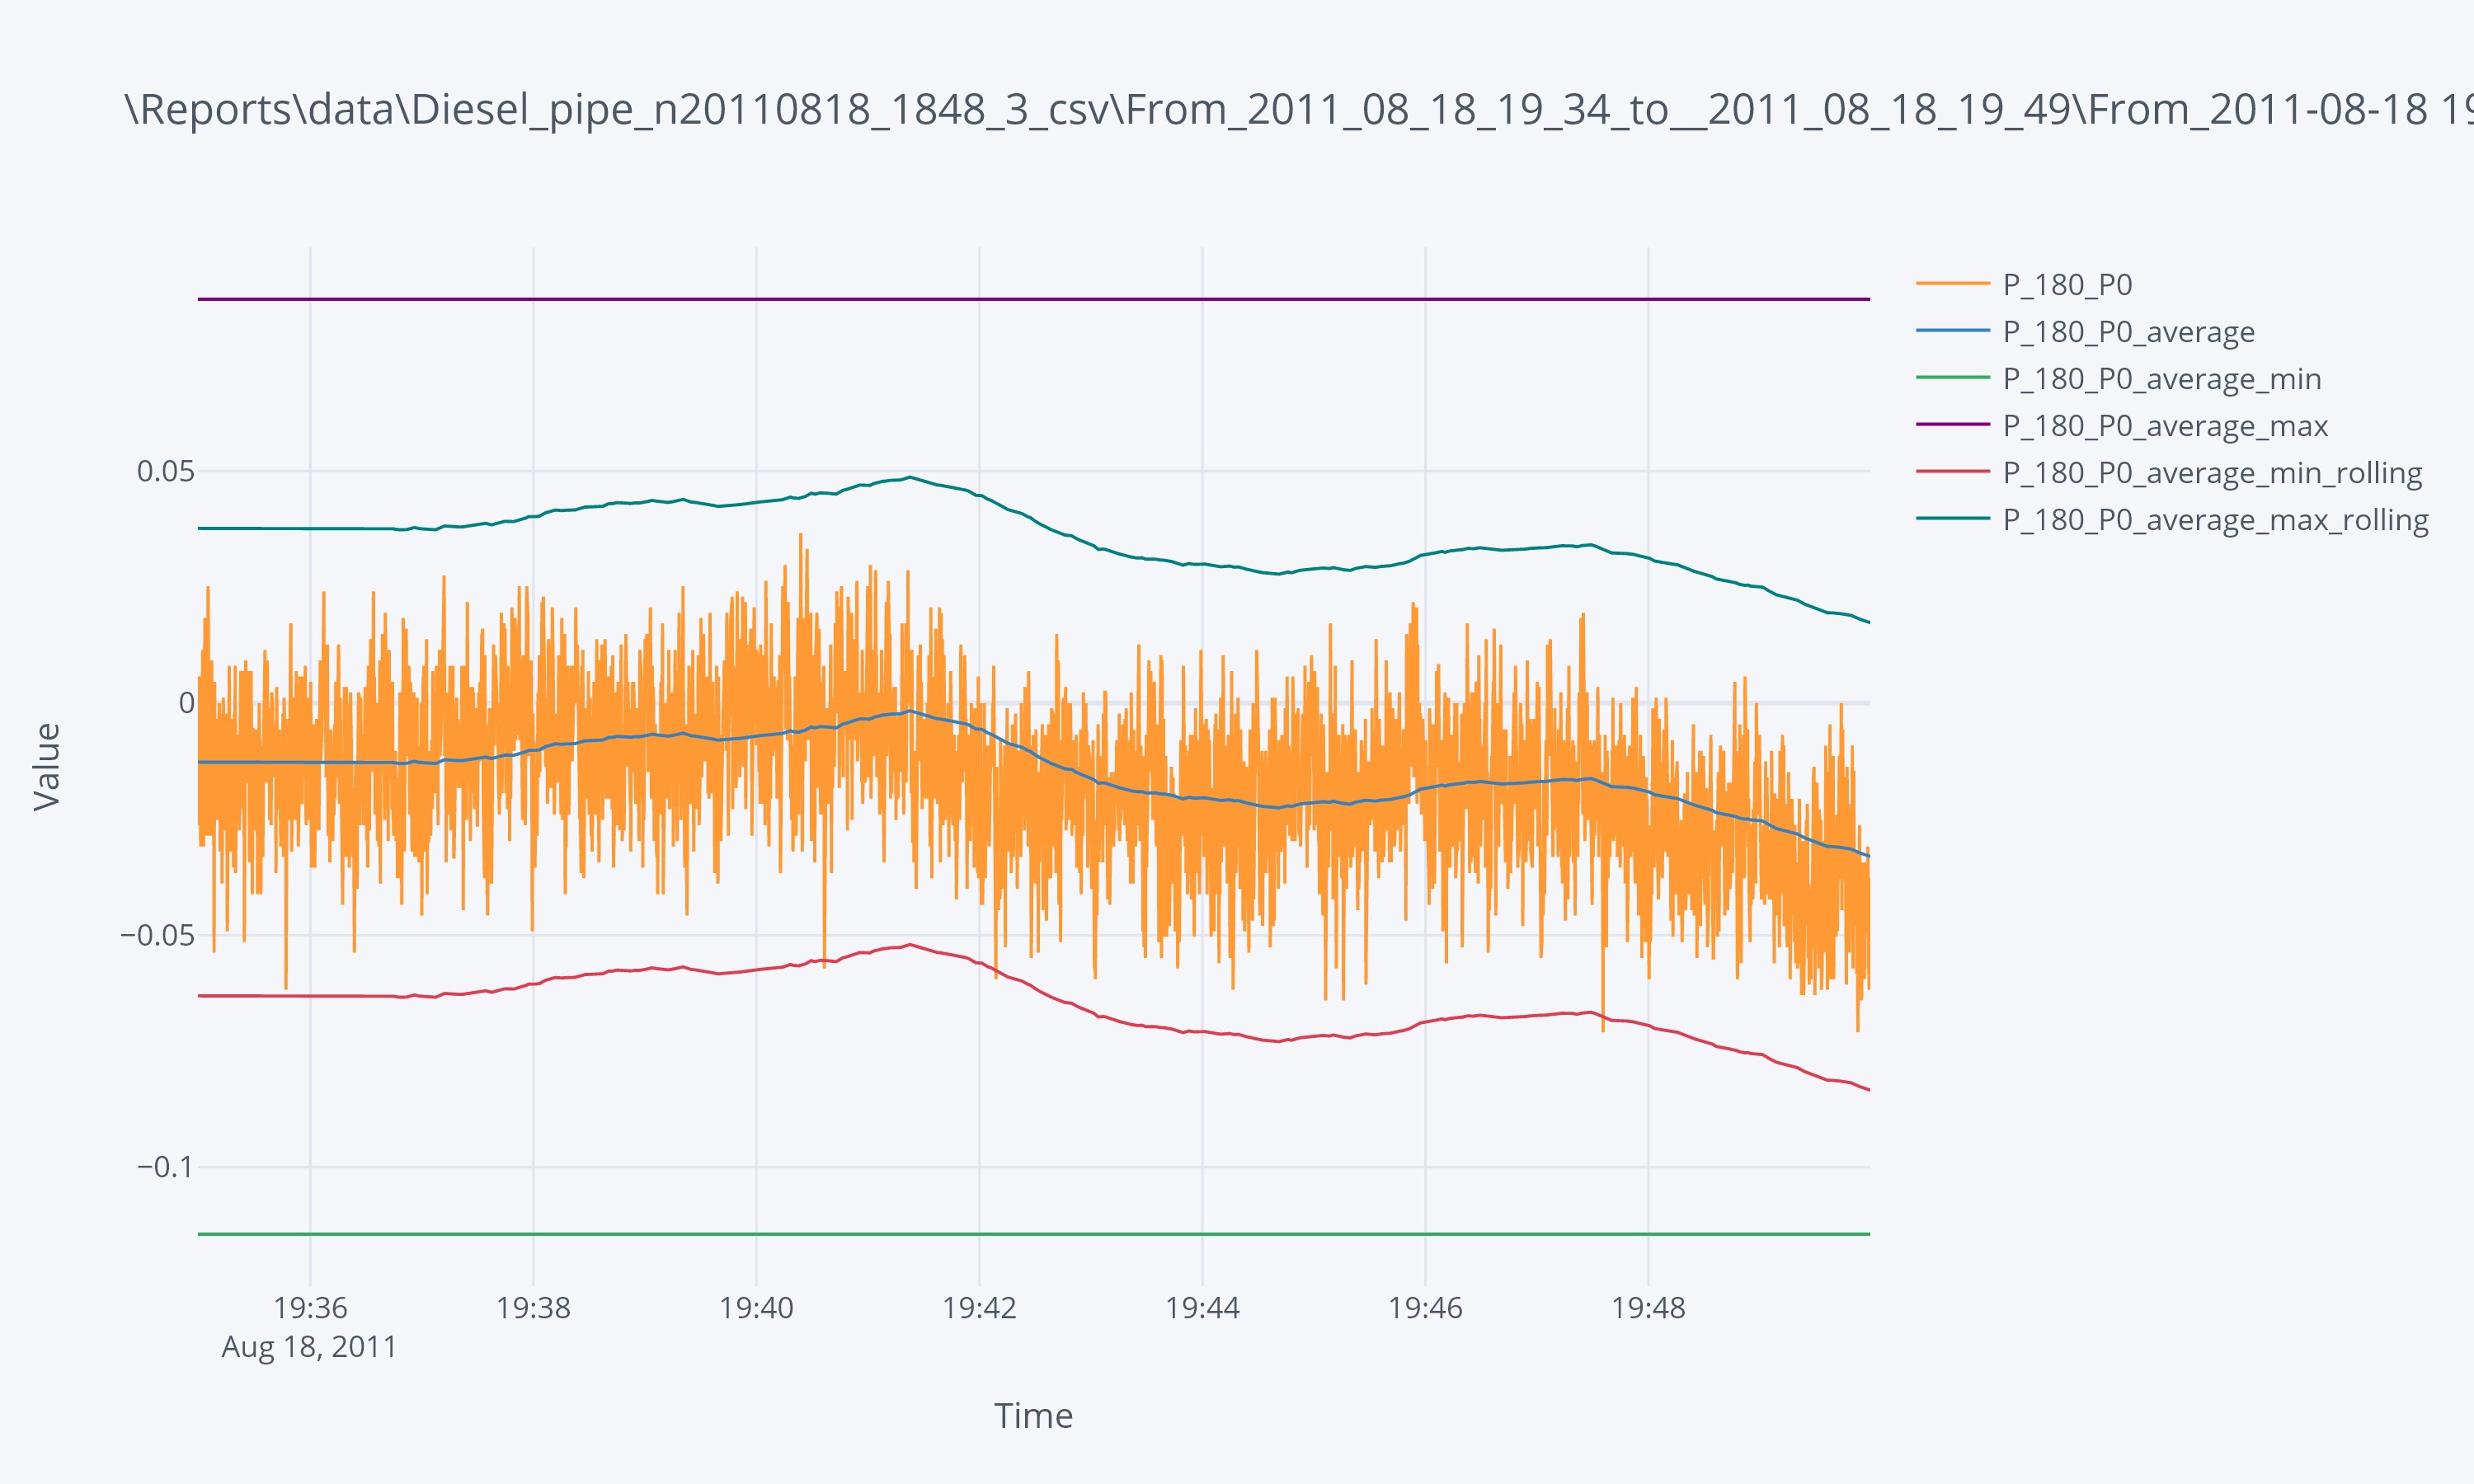 \Reports\data\Diesel_pipe_n20110818_1848_3_csv\From_2011_08_18_19_34_to__2011_08_18_19_49\From_2011-08-18 19
P_180_P0
P_180_P0_average
P_180_P0_average_min
P_180_P0_average_max
P_180_P0_average_min_rolling
P_180_P0_average_max_rolling
0.05
0
−0.05
−0.1
Value
19:36 19:38 19:40 19:42 19:44 19:46 19:48
Aug 18, 2011
Time